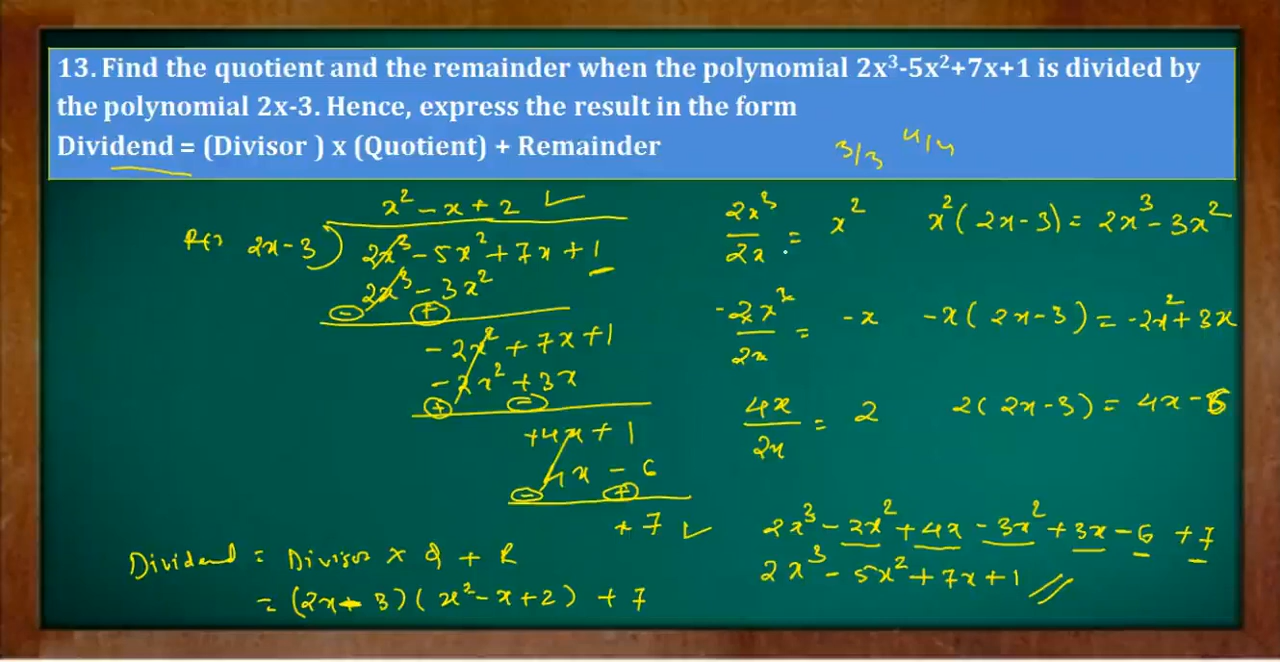 13. Find the quotient and the remainder when the polynomial 2x³-5x²+7x+1 is divided by
the polynomial 2x-3. Hence, express the result in the form
Dividend = (Divisor ) x (Quotient) + Remainder
3/3 4/4
x² - x + 2
2x-3 ) 2x³ - 5x² + 7x + 1
2x³ - 3x²
- +
- 2x² + 7x + 1
- 2x² + 3x
+ -
+4x + 1
4x - 6
- +
+ 7
Dividend = Divisor × Q + R
= (2x - 3) ( x² - x + 2) + 7
2x³/2x = x² x² ( 2x - 3) = 2x³ - 3x²
-2x²/2x = -x -x ( 2x - 3) = -2x² + 3x
4x/2x = 2 2( 2x - 3) = 4x - 6
2x³ - 2x² + 4x - 3x² + 3x - 6 + 7
2x³ - 5x² + 7x + 1 //